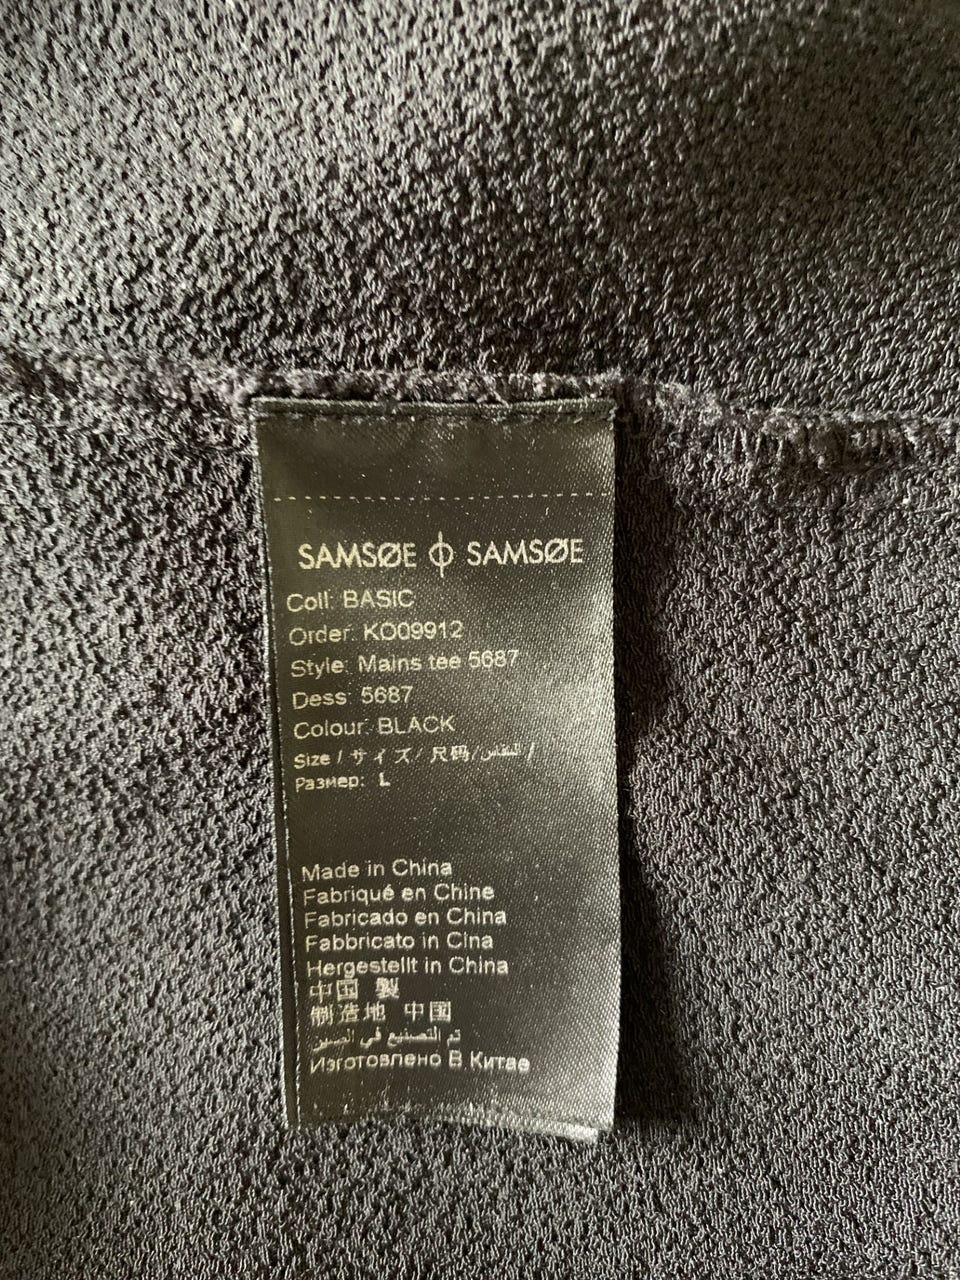 SAMSØE ϕ SAMSØE
Coll: BASIC
Order: KO09912
Style: Mains tee 5687
Dess: 5687
Colour: BLACK
Size / サイズ / 尺码 / المقاس /
Размер: L
Made in China
Fabriqué en Chine
Fabricado en China
Fabbricato in Cina
Hergestellt in China
中国 製
制造地 中国
تم التصنيع في الصين
Изготовлено В Китае